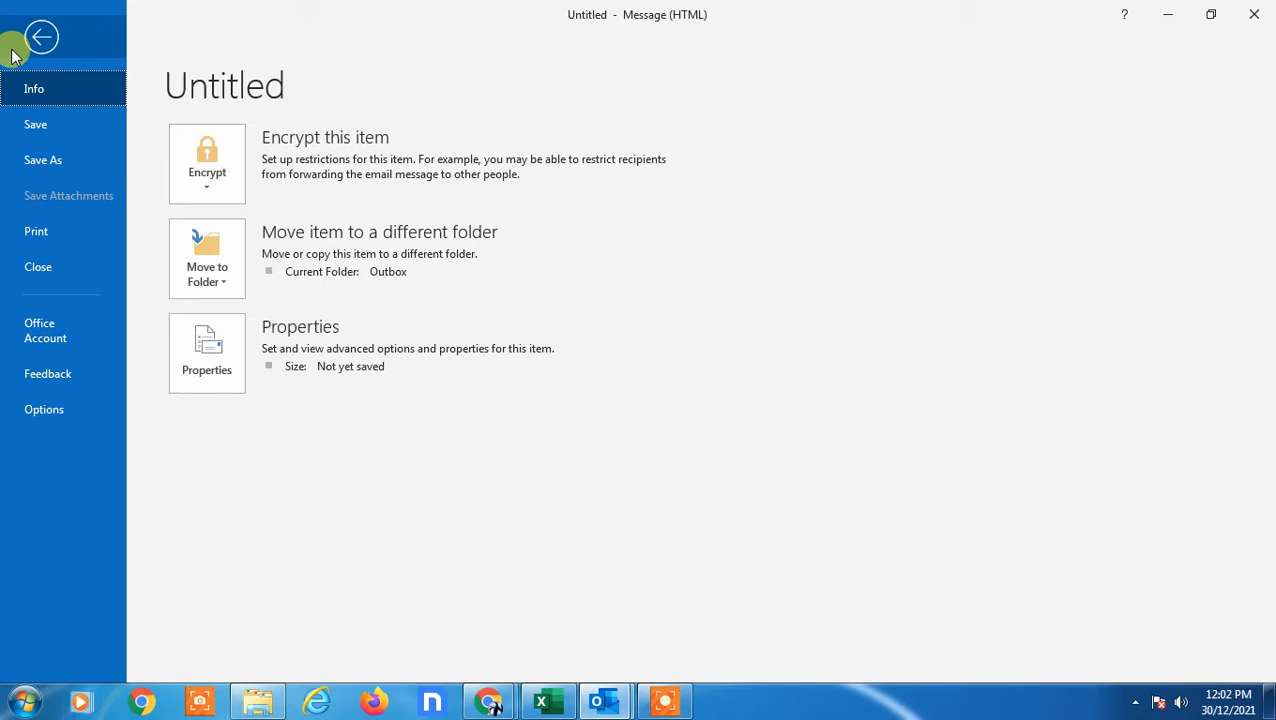 Untitled - Message (HTML)
?
Info
Save
Save As
Save Attachments
Print
Close
Office
Account
Feedback
Options
Untitled
Encrypt
Encrypt this item
Set up restrictions for this item. For example, you may be able to restrict recipients
from forwarding the email message to other people.
Move to
Folder
Move item to a different folder
Move or copy this item to a different folder.
Current Folder: Outbox
Properties
Properties
Set and view advanced options and properties for this item.
Size: Not yet saved
12:02 PM
30/12/2021